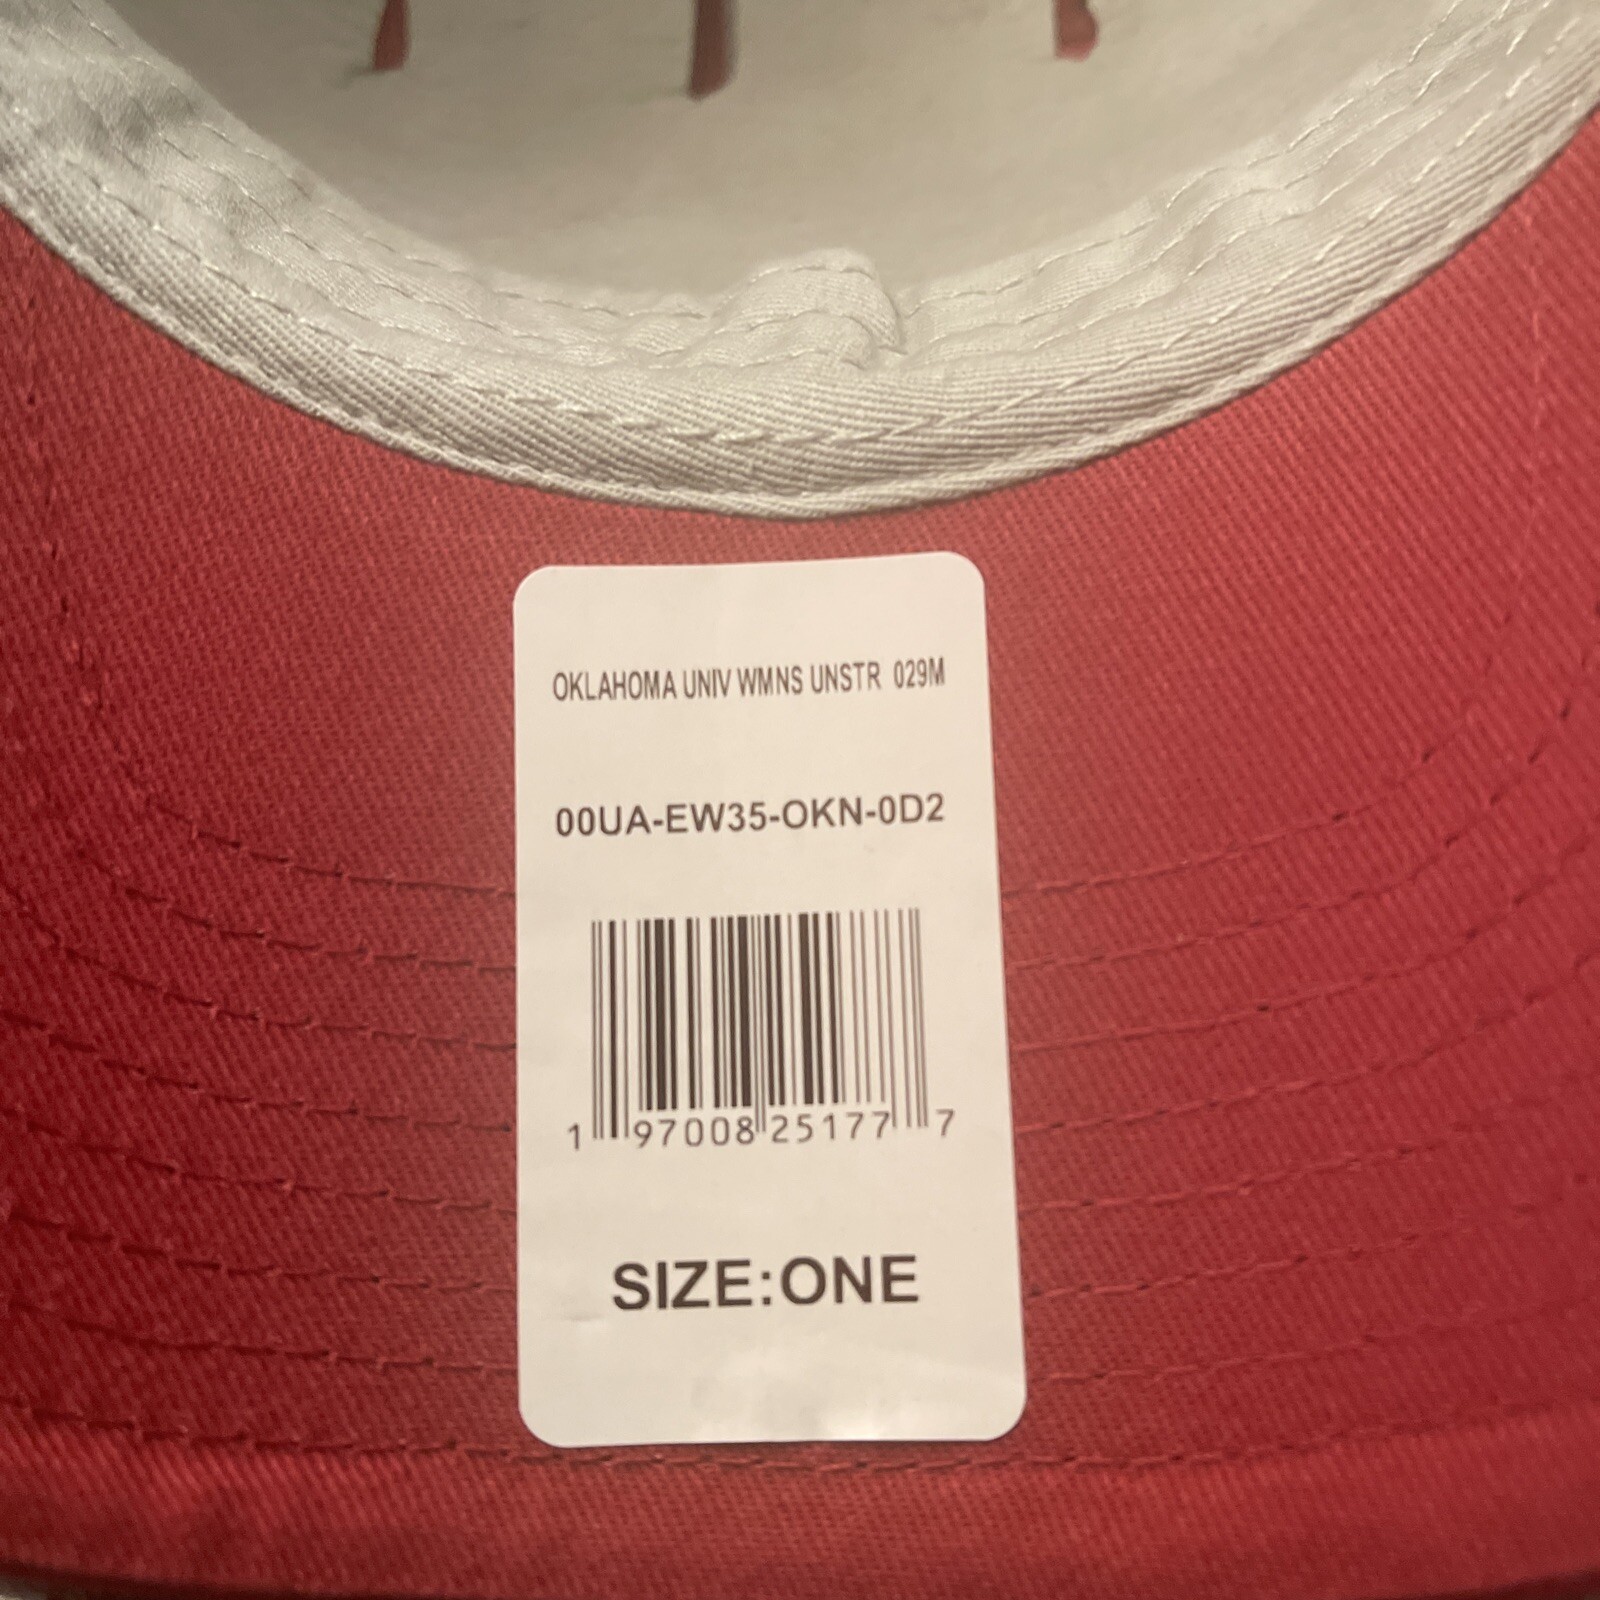 OKLAHOMA UNIV WMNS UNSTR 029M
00UA-EW35-OKN-0D2
1 97008 25177 7
SIZE:ONE